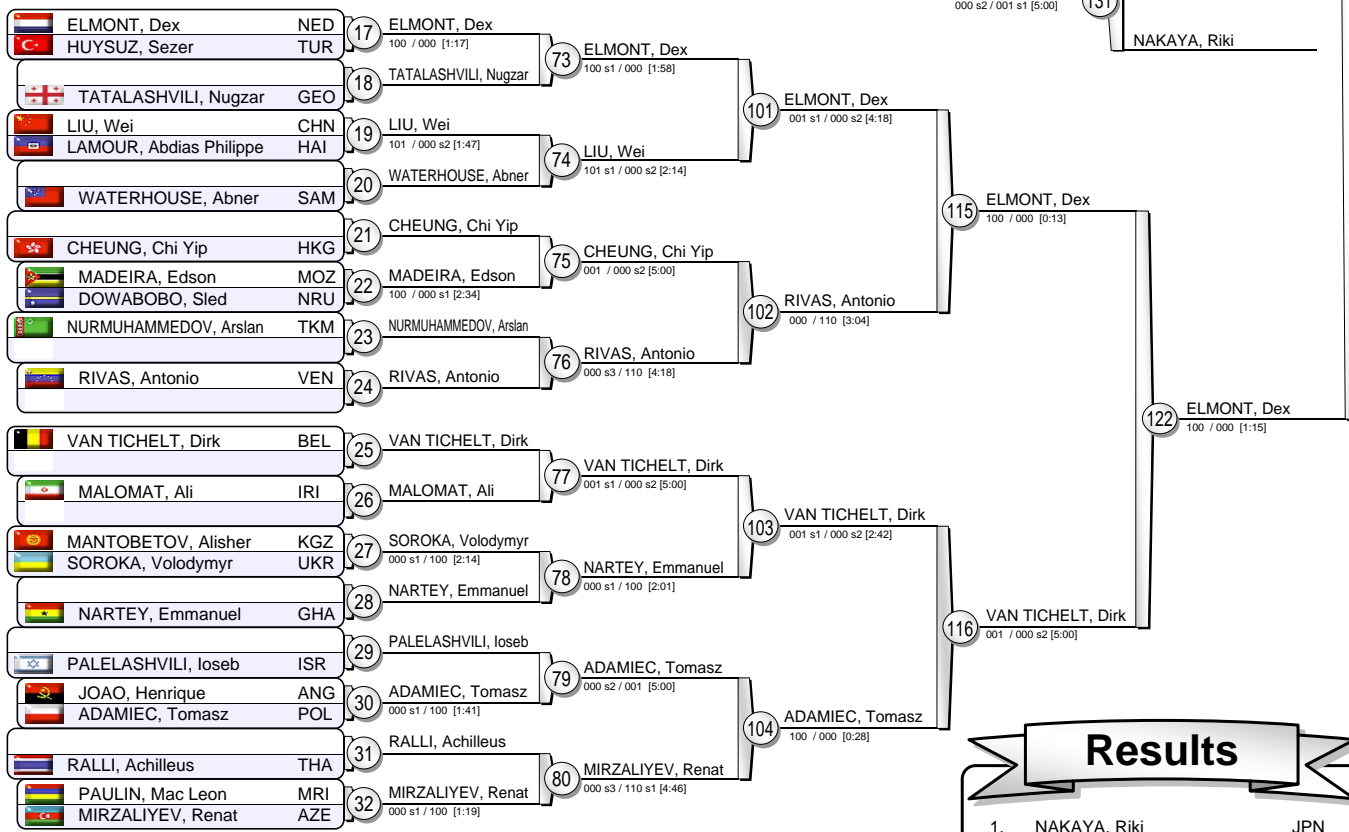 000 s2 / 001 s1 [5:00]
131
NAKAYA, Riki
ELMONT, Dex NED
HUYSUZ, Sezer TUR
17
ELMONT, Dex
100 / 000 [1:17]
TATALASHVILI, Nugzar GEO
18
TATALASHVILI, Nugzar
73
ELMONT, Dex
100 s1 / 000 [1:58]
LIU, Wei CHN
LAMOUR, Abdias Philippe HAI
19
LIU, Wei
101 / 000 s2 [1:47]
WATERHOUSE, Abner SAM
20
WATERHOUSE, Abner
74
LIU, Wei
101 s1 / 000 s2 [2:14]
101
ELMONT, Dex
001 s1 / 000 s2 [4:18]
CHEUNG, Chi Yip HKG
21
CHEUNG, Chi Yip
MADEIRA, Edson MOZ
DOWABOBO, Sled NRU
22
MADEIRA, Edson
100 / 000 s1 [2:34]
75
CHEUNG, Chi Yip
001 / 000 s2 [5:00]
NURMUHAMMEDOV, Arslan TKM
23
NURMUHAMMEDOV, Arslan
RIVAS, Antonio VEN
24
RIVAS, Antonio
76
RIVAS, Antonio
000 s3 / 110 [4:18]
102
RIVAS, Antonio
000 / 110 [3:04]
115
ELMONT, Dex
100 / 000 [0:13]
VAN TICHELT, Dirk BEL
25
VAN TICHELT, Dirk
MALOMAT, Ali IRI
26
MALOMAT, Ali
77
VAN TICHELT, Dirk
001 s1 / 000 s2 [5:00]
MANTOBETOV, Alisher KGZ
SOROKA, Volodymyr UKR
27
SOROKA, Volodymyr
000 s1 / 100 [2:14]
NARTEY, Emmanuel GHA
28
NARTEY, Emmanuel
78
NARTEY, Emmanuel
000 s1 / 100 [2:01]
103
VAN TICHELT, Dirk
001 s1 / 000 s2 [2:42]
PALELASHVILI, Ioseb ISR
29
PALELASHVILI, Ioseb
JOAO, Henrique ANG
ADAMIEC, Tomasz POL
30
ADAMIEC, Tomasz
000 s1 / 100 [1:41]
79
ADAMIEC, Tomasz
000 s2 / 001 [5:00]
RALLI, Achilleus THA
31
RALLI, Achilleus
PAULIN, Mac Leon MRI
MIRZALIYEV, Renat AZE
32
MIRZALIYEV, Renat
000 s1 / 100 [1:19]
80
MIRZALIYEV, Renat
000 s3 / 110 s1 [4:46]
104
ADAMIEC, Tomasz
100 / 000 [0:28]
116
VAN TICHELT, Dirk
001 / 000 s2 [5:00]
122
ELMONT, Dex
100 / 000 [1:15]
Results
1. NAKAYA, Riki JPN